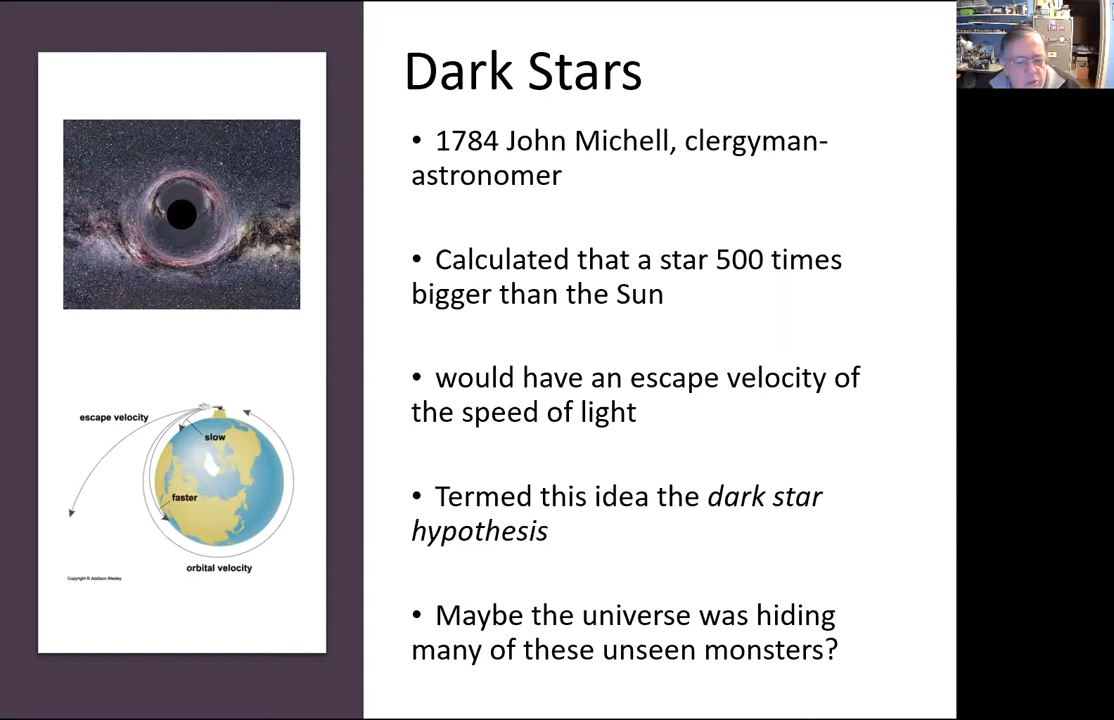 Dark Stars
• 1784 John Michell, clergyman-
astronomer
• Calculated that a star 500 times
bigger than the Sun
• would have an escape velocity of
the speed of light
• Termed this idea the dark star
hypothesis
• Maybe the universe was hiding
many of these unseen monsters?
escape velocity
slow
faster
orbital velocity
Copyright © Addison Wesley